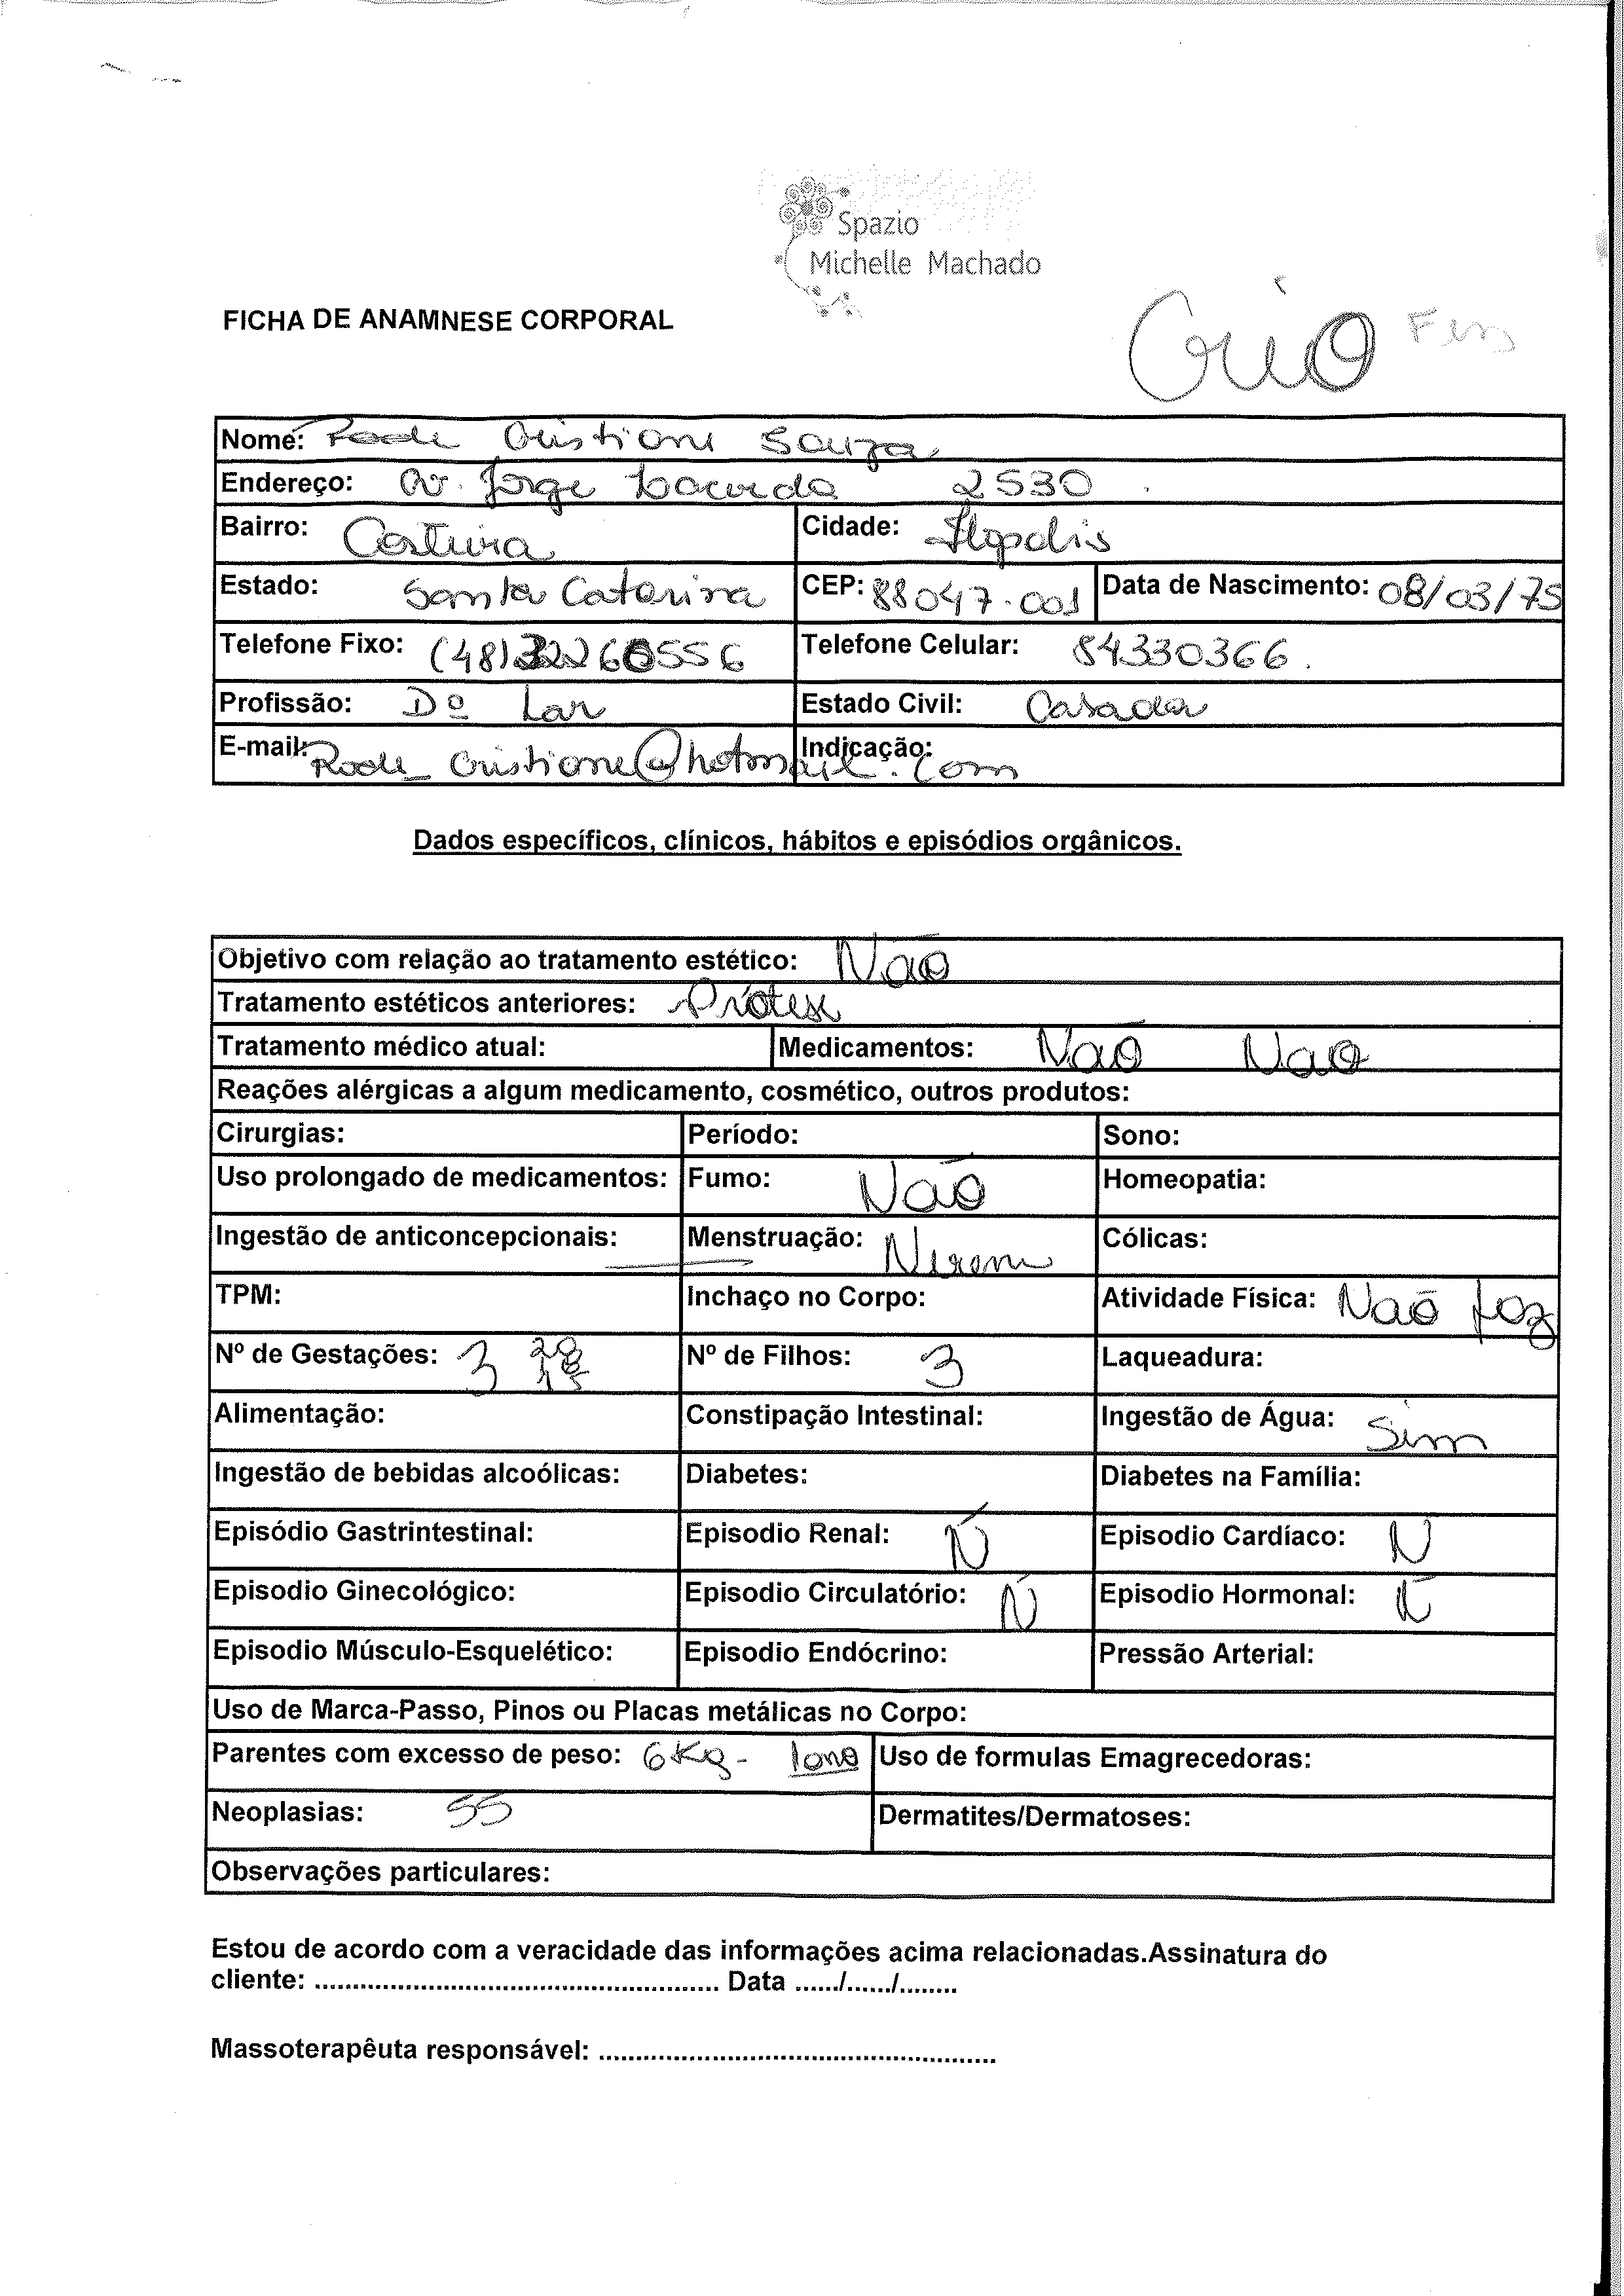 Spazio
Michelle Machado
FICHA DE ANAMNESE CORPORAL
Crio
Nome: Rode Cristiane Souza
Endereço: Av. Jorge Lacerda 2530
Bairro: Costeira Cidade: Flopolis
Estado: Santa Catarina CEP: 88047.001 Data de Nascimento: 08/03/75
Telefone Fixo: (48) 32260556 Telefone Celular: 84330366.
Profissão: Dº Lar Estado Civil: Casada
E-mail: Rode_Cristiane@hotmail.com Indicação:
Dados específicos, clínicos, hábitos e episódios orgânicos.
Objetivo com relação ao tratamento estético: Não
Tratamento estéticos anteriores: Prótese
Tratamento médico atual: Medicamentos: Não Não
Reações alérgicas a algum medicamento, cosmético, outros produtos:
Cirurgias: Período: Sono:
Uso prolongado de medicamentos: Fumo: Não Homeopatia:
Ingestão de anticoncepcionais: Menstruação: Cólicas:
TPM: Inchaço no Corpo: Atividade Física: Não faz
Nº de Gestações: 3 20 18 15 Nº de Filhos: 3 Laqueadura:
Alimentação: Constipação Intestinal: Ingestão de Água: Sim
Ingestão de bebidas alcoólicas: Diabetes: Diabetes na Família:
Episódio Gastrintestinal: Episodio Renal: Ñ Episodio Cardíaco: N
Episodio Ginecológico: Episodio Circulatório: Ñ Episodio Hormonal: Ñ
Episodio Músculo-Esquelético: Episodio Endócrino: Pressão Arterial:
Uso de Marca-Passo, Pinos ou Placas metálicas no Corpo:
Parentes com excesso de peso: 6Kg - 1 ano Uso de formulas Emagrecedoras:
Neoplasias: 55 Dermatites/Dermatoses:
Observações particulares:
Estou de acordo com a veracidade das informações acima relacionadas.Assinatura do
cliente: ...................................................... Data ....../....../........
Massoterapêuta responsável: .....................................................